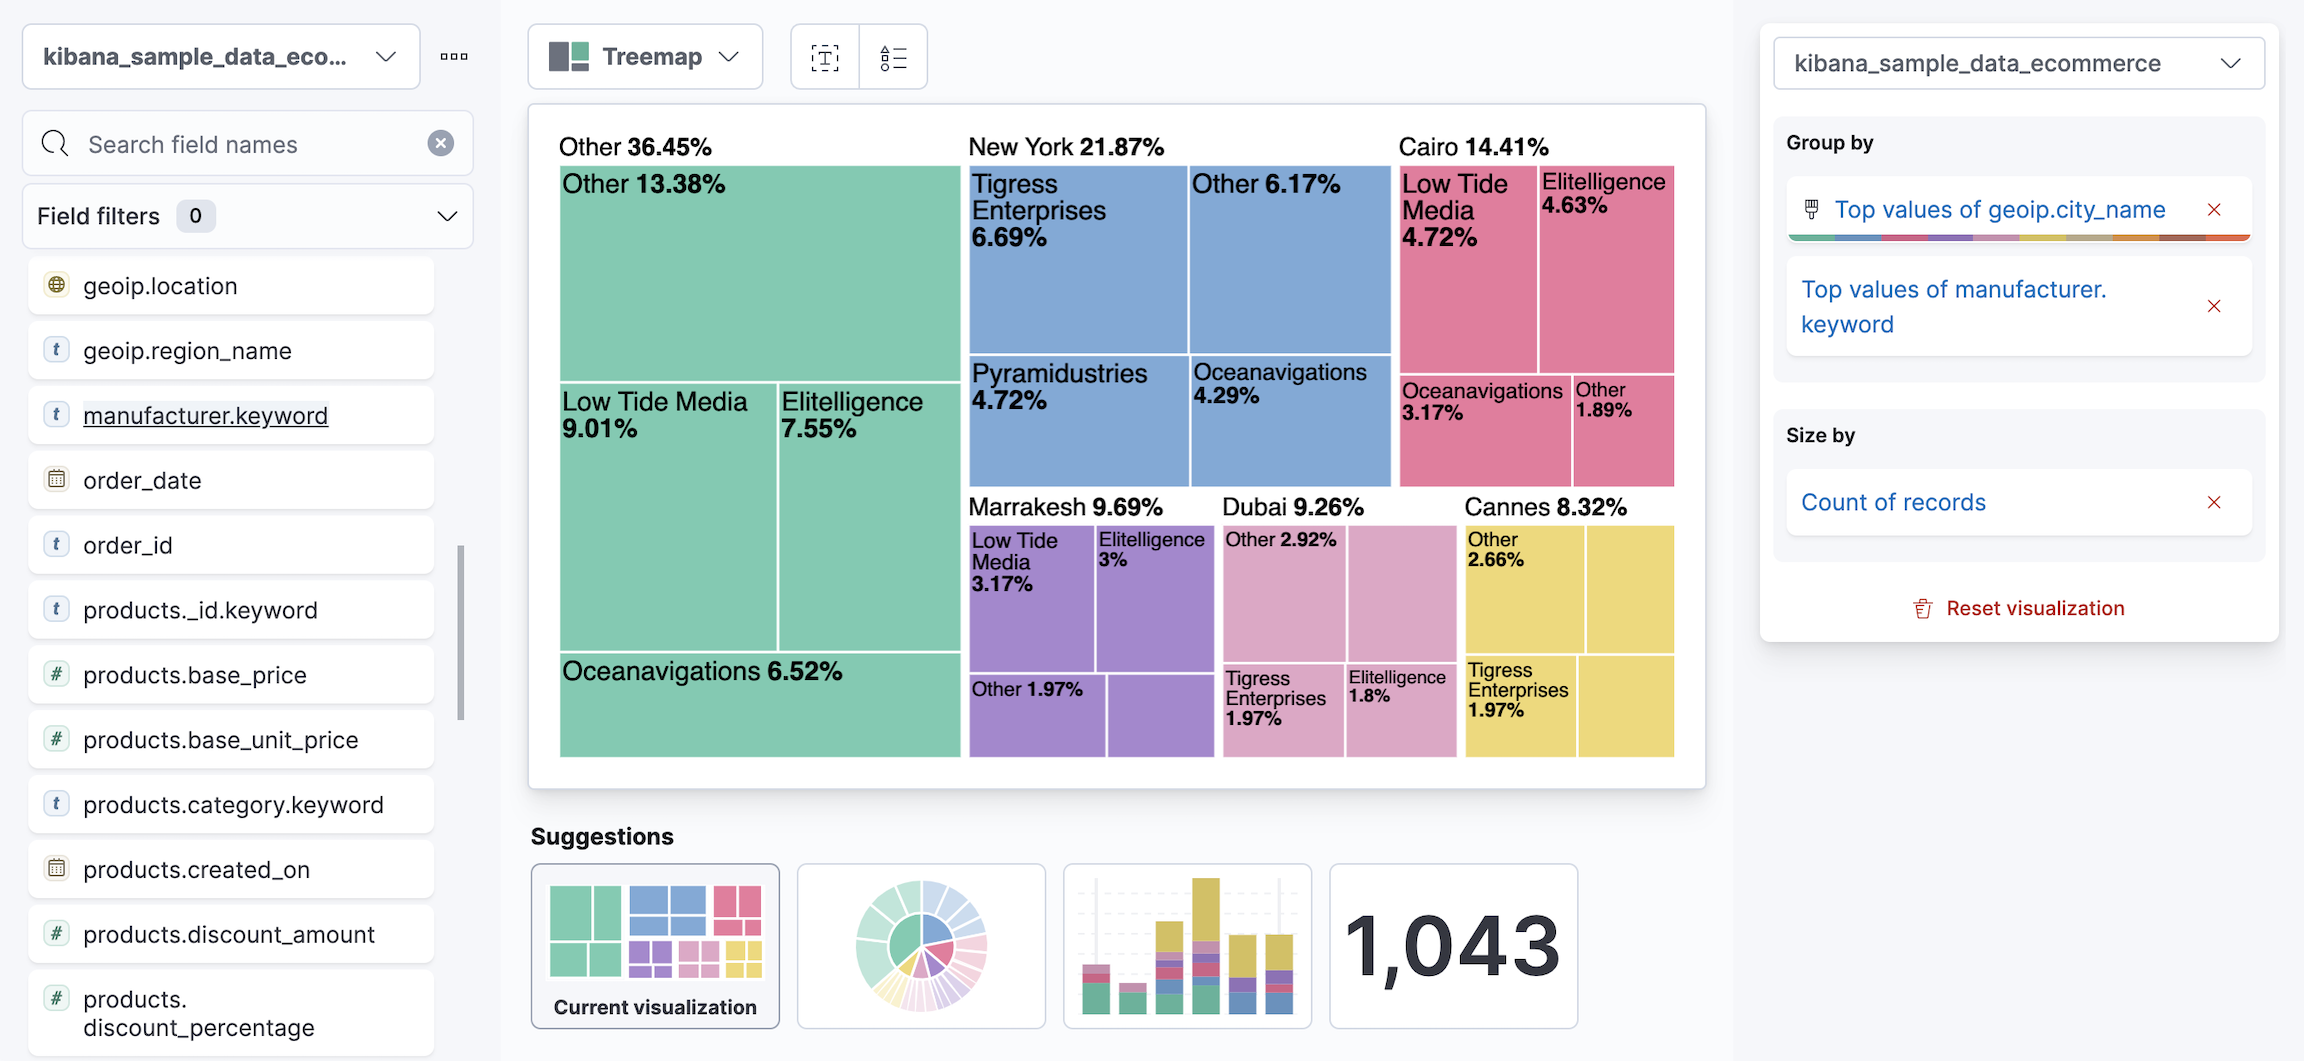 kibana_sample_data_eco...
Search field names
Field filters 0
geoip.location
t geoip.region_name
t manufacturer.keyword
order_date
t order_id
t products._id.keyword
# products.base_price
# products.base_unit_price
t products.category.keyword
products.created_on
# products.discount_amount
# products.
discount_percentage
Treemap
T
Other 36.45%
Other 13.38%
Low Tide Media
9.01%
Elitelligence
7.55%
Oceanavigations 6.52%
New York 21.87%
Tigress
Enterprises
6.69%
Other 6.17%
Pyramidustries
4.72%
Oceanavigations
4.29%
Cairo 14.41%
Low Tide
Media
4.72%
Elitelligence
4.63%
Oceanavigations
3.17%
Other
1.89%
Marrakesh 9.69%
Low Tide
Media
3.17%
Elitelligence
3%
Other 1.97%
Dubai 9.26%
Other 2.92%
Tigress
Enterprises
1.97%
Elitelligence
1.8%
Cannes 8.32%
Other
2.66%
Tigress
Enterprises
1.97%
Suggestions
Current visualization
1,043
kibana_sample_data_ecommerce
Group by
Top values of geoip.city_name
Top values of manufacturer.
keyword
Size by
Count of records
Reset visualization